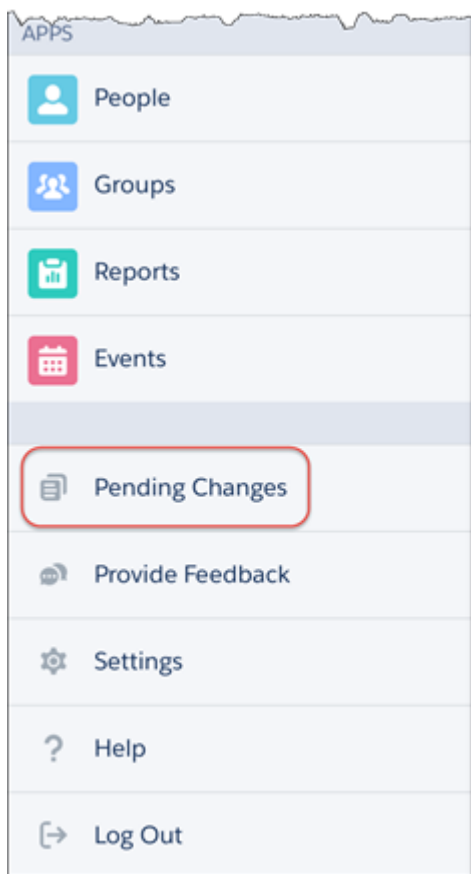 APPS
People
Groups
Reports
Events
Pending Changes
Provide Feedback
Settings
Help
Log Out